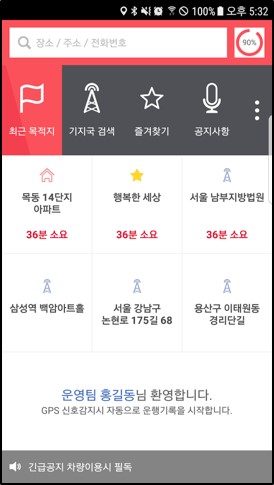 100% 오후 5:32
장소 / 주소 / 전화번호
90%
최근 목적지
기지국 검색
즐겨찾기
공지사항
목동 14단지
아파트
36분 소요
행복한 세상
36분 소요
서울 남부지방법원
36분 소요
삼성역 백암아트홀
서울 강남구
논현로 175길 68
용산구 이태원동
경리단길
운영팀 홍길동님 환영합니다.
GPS 신호감지시 자동으로 운행기록을 시작합니다.
긴급공지 차량이용시 필독